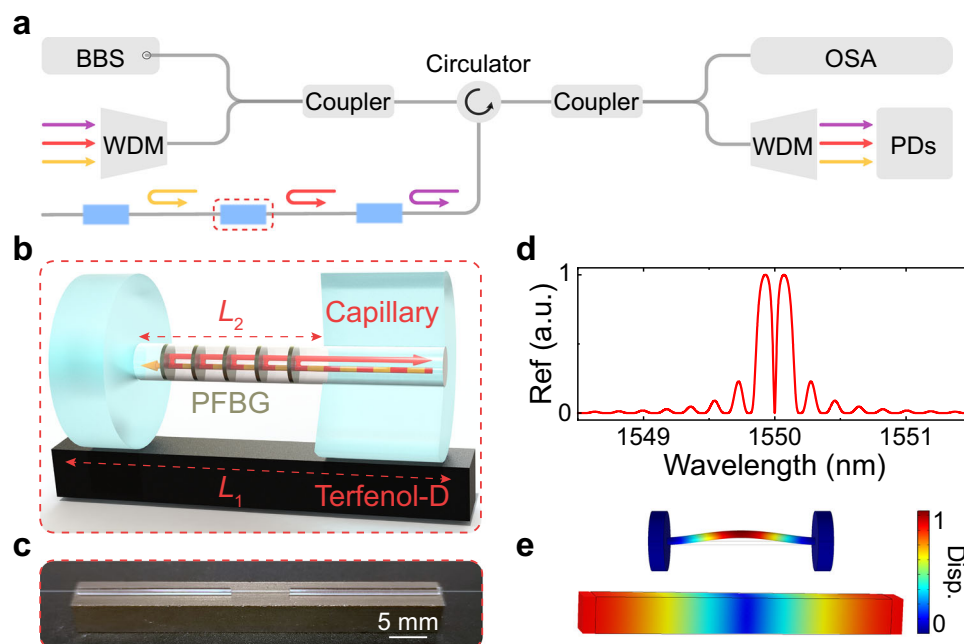 a
BBS
OSA
Circulator
Coupler
Coupler
WDM
WDM
PDs
b
L2
Capillary
PFBG
L1
Terfenol-D
c
5 mm
d
1
Ref (a.u.)
0
1549
1550
1551
Wavelength (nm)
e
1
Disp.
0